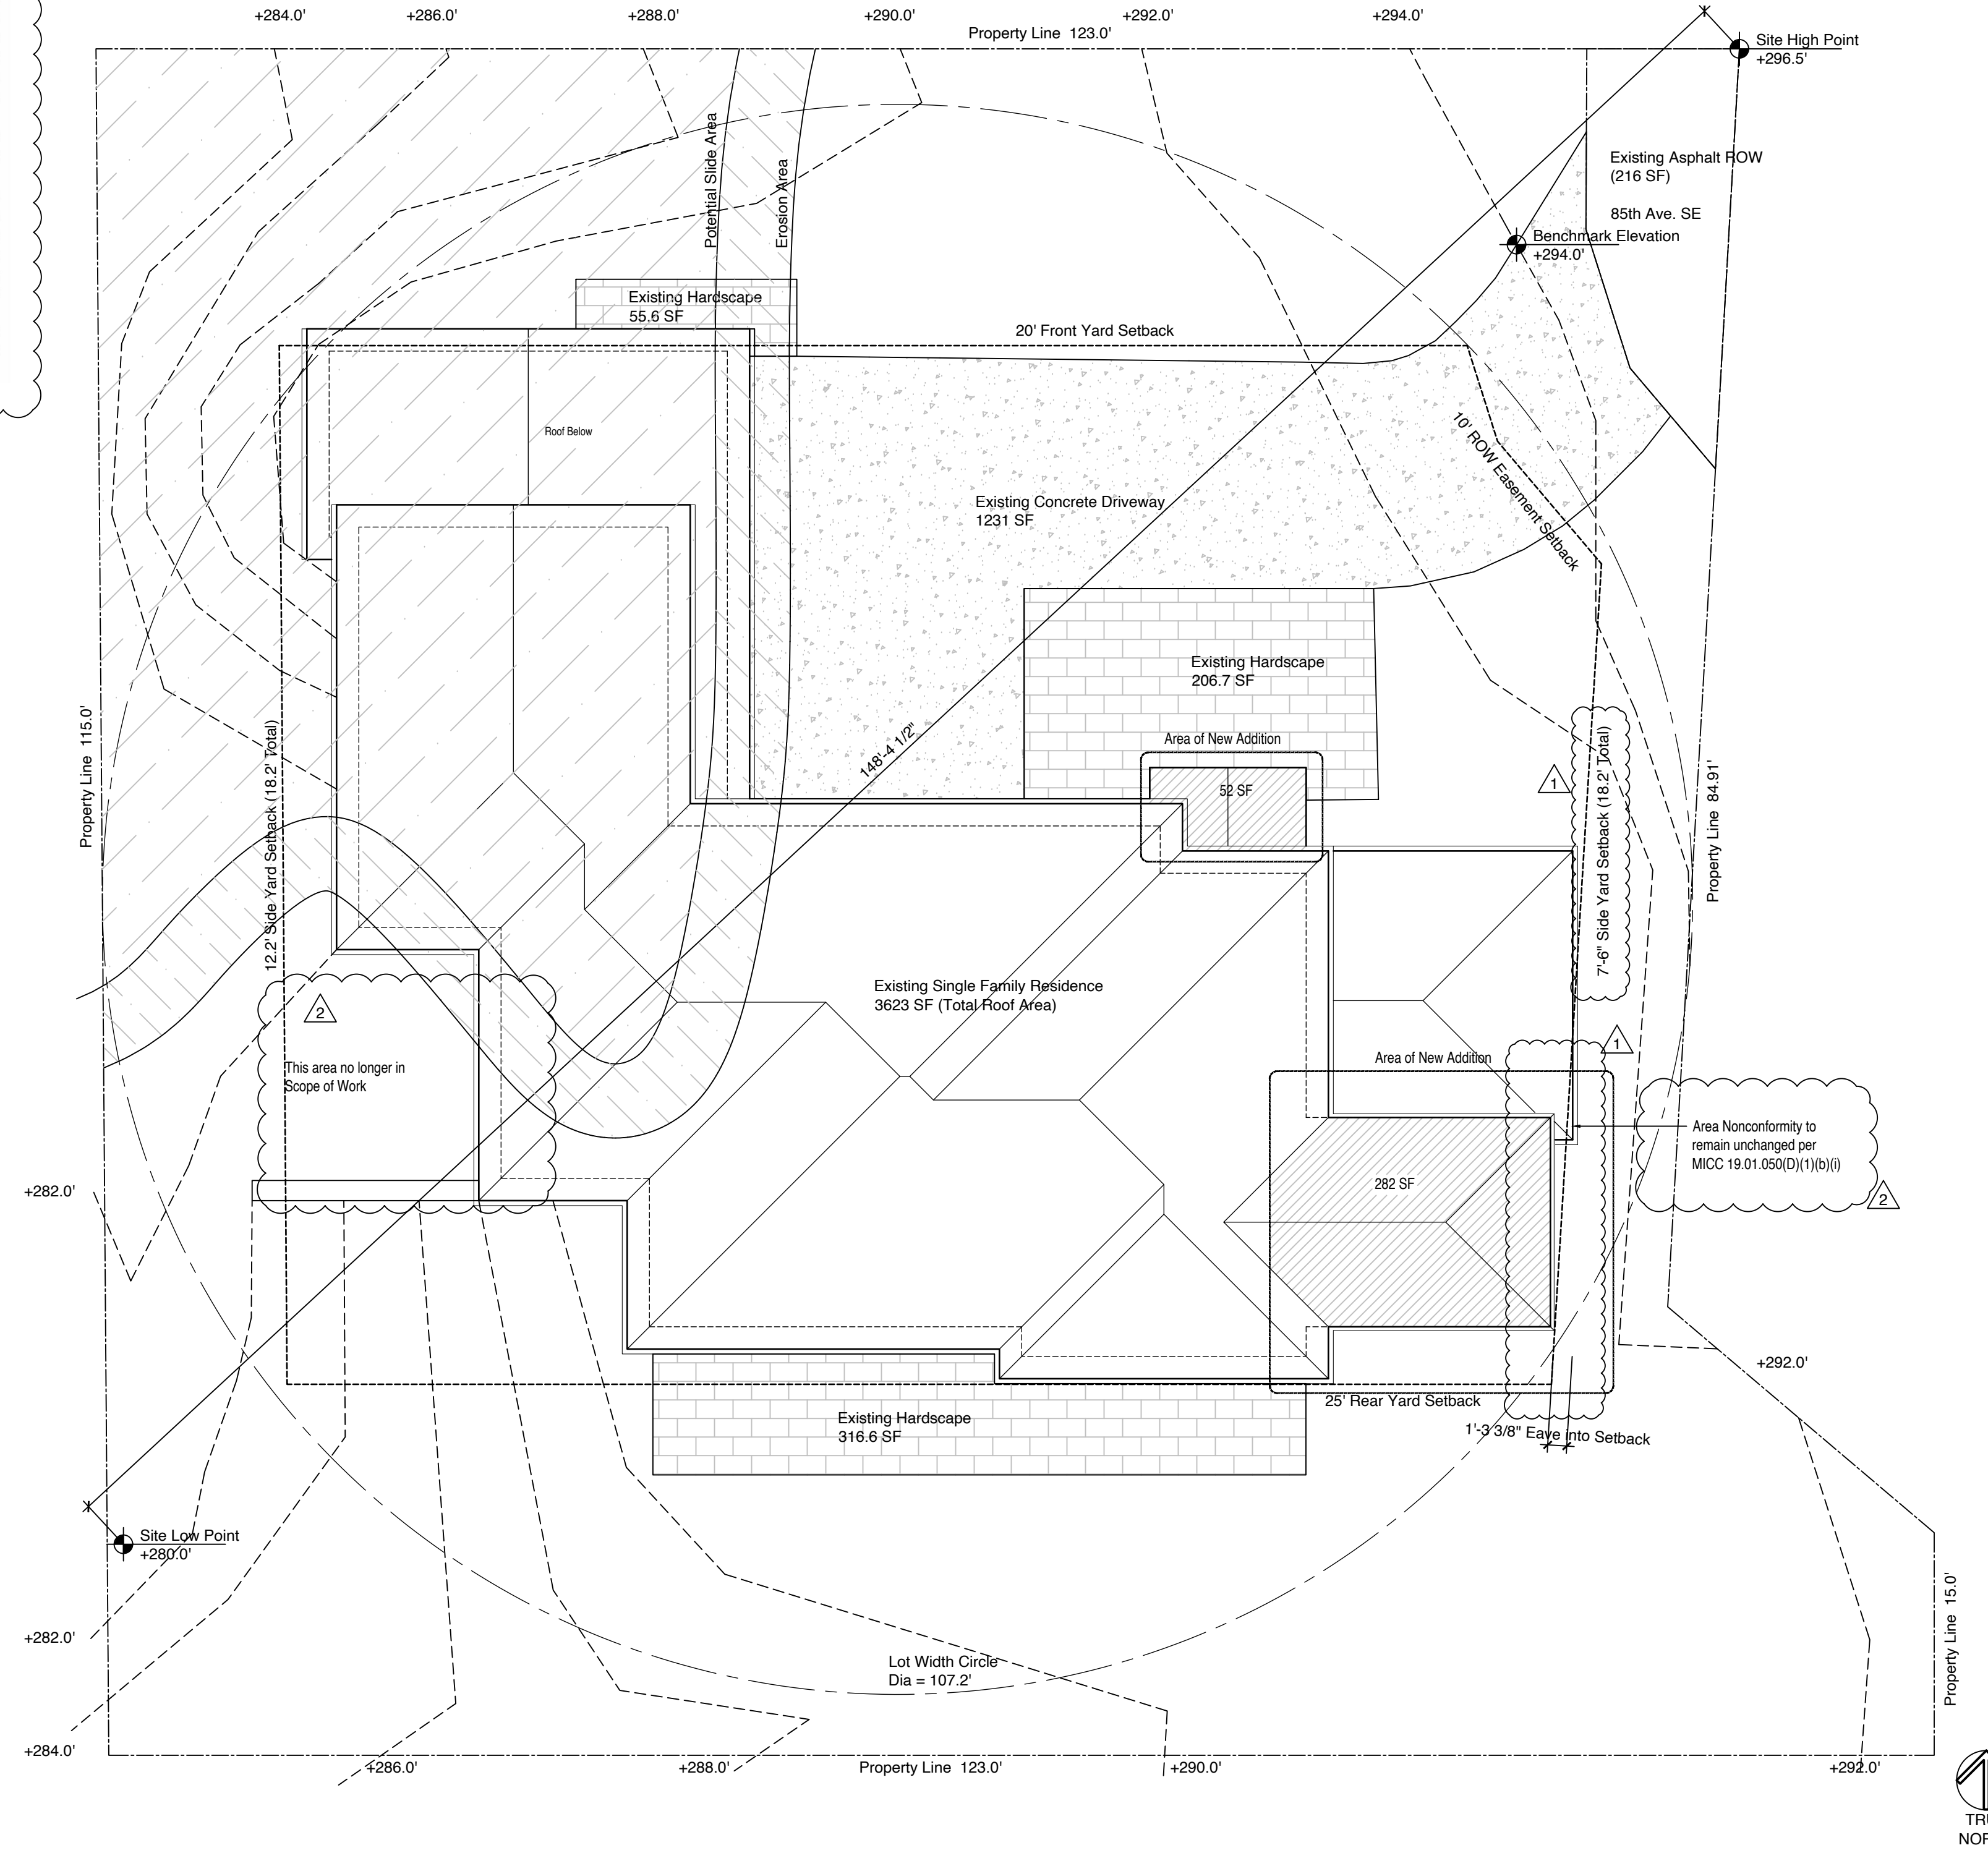 +284.0'
+286.0'
+288.0'
+290.0'
+292.0'
+294.0'
Property Line 123.0'
Site High Point
+296.5'
Potential Slide Area
Erosion Area
Existing Asphalt ROW
(216 SF)
85th Ave. SE
Benchmark Elevation
+294.0'
Existing Hardscape
55.6 SF
20' Front Yard Setback
Roof Below
10' ROW Easement Setback
Existing Concrete Driveway
1231 SF
Existing Hardscape
206.7 SF
Area of New Addition
52 SF
148'-4 1/2"
Property Line 115.0'
12.2' Side Yard Setback (18.2' Total)
1
7'-6" Side Yard Setback (18.2' Total)
Property Line 84.91'
Existing Single Family Residence
3623 SF (Total Roof Area)
2
This area no longer in
Scope of Work
Area of New Addition
1
Area Nonconformity to
remain unchanged per
MICC 19.01.050(D)(1)(b)(i)
2
282 SF
+282.0'
+292.0'
25' Rear Yard Setback
1'-3 3/8" Eave into Setback
Existing Hardscape
316.6 SF
Site Low Point
+280.0'
+282.0'
Lot Width Circle
Dia = 107.2'
Property Line 15.0'
+284.0'
+286.0'
+288.0'
Property Line 123.0'
+290.0'
+292.0'